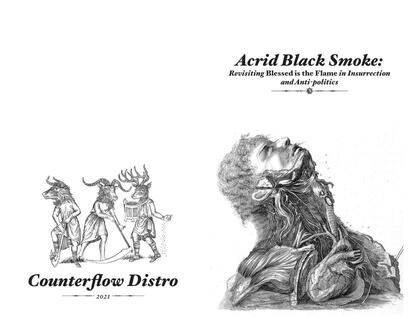 Acrid Black Smoke:
Revisiting Blessed is the Flame in Insurrection
and Anti-politics
Counterflow Distro
2021